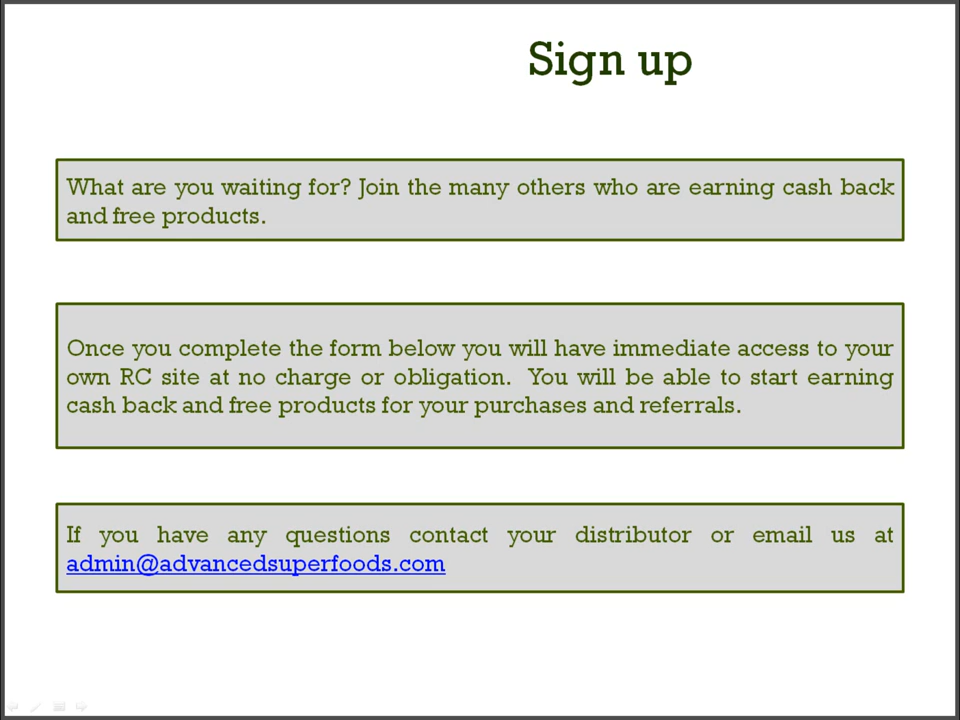 Sign up
What are you waiting for? Join the many others who are earning cash back
and free products.
Once you complete the form below you will have immediate access to your
own RC site at no charge or obligation.  You will be able to start earning
cash back and free products for your purchases and referrals.
If you have any questions contact your distributor or email us at
admin@advancedsuperfoods.com